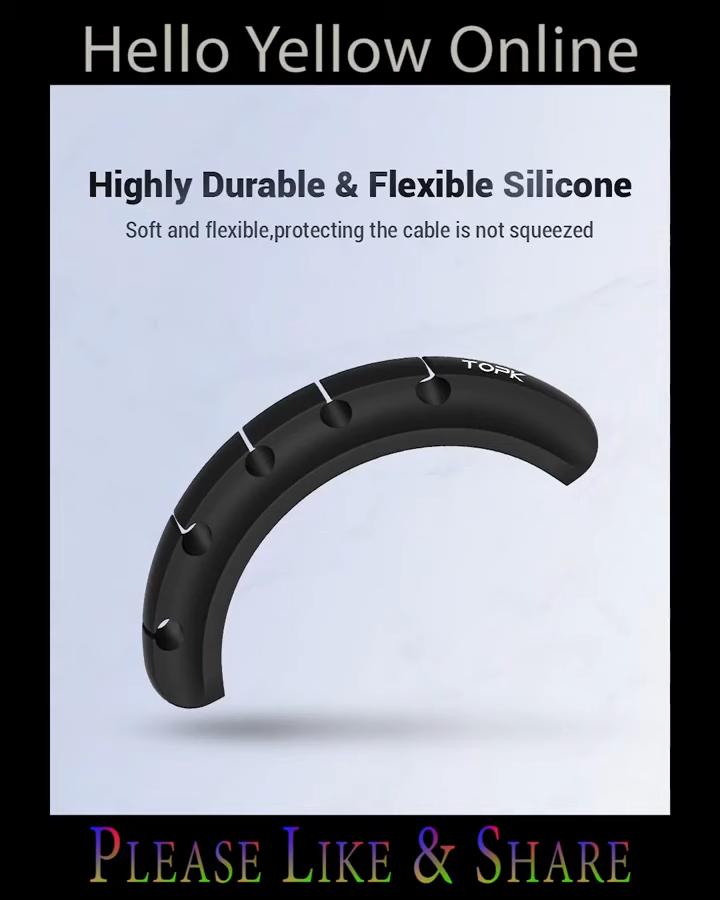 Hello Yellow Online
Highly Durable & Flexible Silicone
Soft and flexible,protecting the cable is not squeezed
TOPK
PLEASE LIKE & SHARE